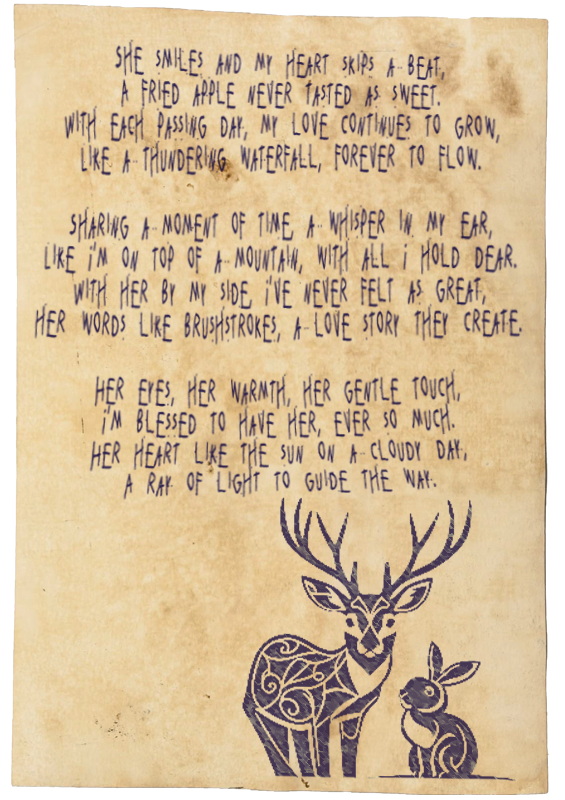 SHE SMILES AND MY HEART SKIPS A BEAT,
A FRIED APPLE NEVER TASTED AS SWEET.
WITH EACH PASSING DAY, MY LOVE CONTINUES TO GROW,
LIKE A THUNDERING WATERFALL, FOREVER TO FLOW.
SHARING A MOMENT OF TIME, A WHISPER IN MY EAR,
LIKE i'M ON TOP OF A MOUNTAIN, WITH ALL i HOLD DEAR.
WITH HER BY MY SIDE, i'VE NEVER FELT AS GREAT,
HER WORDS LIKE BRUSHSTROKES, A LOVE STORY THEY CREATE.
HER EYES, HER WARMTH, HER GENTLE TOUCH,
i'M BLESSED TO HAVE HER, EVER SO MUCH.
HER HEART LIKE THE SUN ON A CLOUDY DAY,
A RAY OF LIGHT TO GUIDE THE WAY.